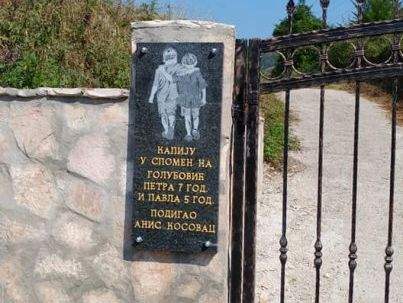 КАПИЈУ
У СПОМЕН НА
ГОЛУБОВИЋ
ПЕТРА 7 ГОД.
И ПАВЛА 5 ГОД.
ПОДИГАО
АНИС КОСОВАЦ